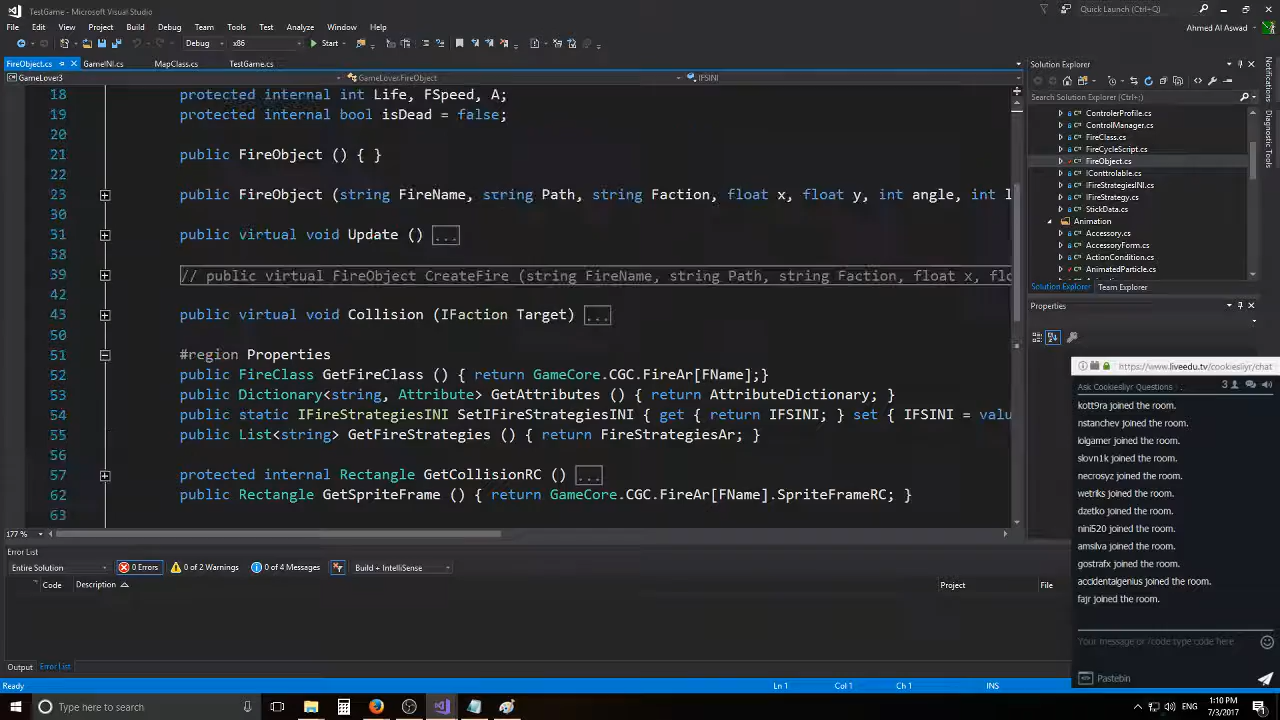 TestGame - Microsoft Visual Studio
Quick Launch (Ctrl+Q)
File Edit View Project Build Debug Team Tools Test Analyze Window Help
Ahmed Al Aswad
Debug x86 Start
FireObject.cs GameINI.cs MapClass.cs TestGame.cs
GameLover3 GameLover.FireObject IFSINI
18 protected internal int Life, FSpeed, A;
19 protected internal bool isDead = false;
20
21 public FireObject () { }
22
23 public FireObject (string FireName, string Path, string Faction, float x, float y, int angle, int l
30
31 public virtual void Update () ...
38
39 // public virtual FireObject CreateFire (string FireName, string Path, string Faction, float x, flo
42
43 public virtual void Collision (IFaction Target) ...
50
51 #region Properties
52 public FireClass GetFireClass () { return GameCore.CGC.FireAr[FName];}
53 public Dictionary<string, Attribute> GetAttributes () { return AttributeDictionary; }
54 public static IFireStrategiesINI SetIFireStrategiesINI { get { return IFSINI; } set { IFSINI = valu
55 public List<string> GetFireStrategies () { return FireStrategiesAr; }
56
57 protected internal Rectangle GetCollisionRC () ...
62 public Rectangle GetSpriteFrame () { return GameCore.CGC.FireAr[FName].SpriteFrameRC; }
63
177 %
Solution Explorer
Search Solution Explorer (Ctrl+;)
ControlerProfile.cs
ControlManager.cs
FireClass.cs
FireCycleScript.cs
FireObject.cs
IControlable.cs
IFireStrategiesINI.cs
IFireStrategy.cs
StickData.cs
Animation
Accessory.cs
AccessoryForm.cs
ActionCondition.cs
AnimatedParticle.cs
Solution Explorer Team Explorer
Properties
Notifications
Diagnostic Tools
https://www.liveedu.tv/cookiesliyr/chat
Ask Cookiesliyr Questions - . 3
kott9ra joined the room.
nstanchev joined the room.
lolgamer joined the room.
slovn1k joined the room.
necrosyz joined the room.
wetriks joined the room.
dzetko joined the room.
nini520 joined the room.
amsilva joined the room.
gostrafx joined the room.
accidentalgenius joined the room.
fajr joined the room.
Your message or /code type code here
Pastebin
Error List
Entire Solution 0 Errors 0 of 2 Warnings 0 of 4 Messages Build + IntelliSense
Code Description Project File
Output Error List
Ready Ln 1 Col 1 Ch 1 INS
Type here to search
ENG
1:10 PM
7/3/2017